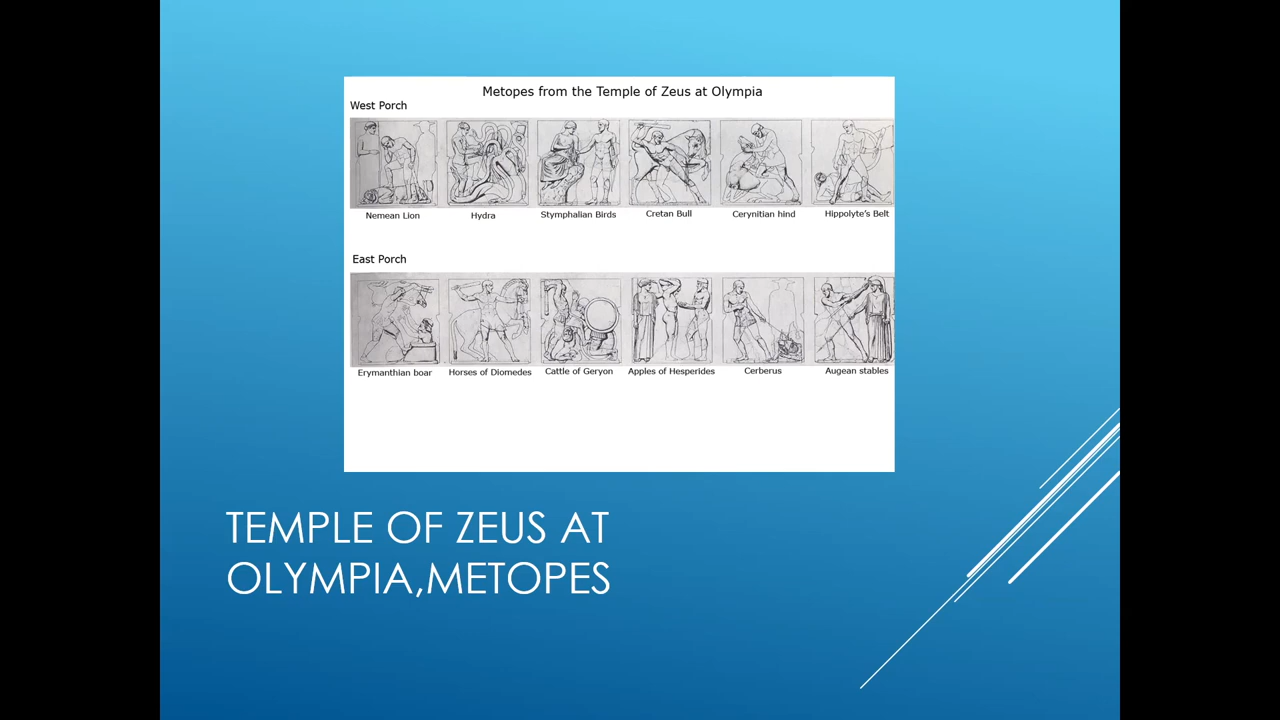 Metopes from the Temple of Zeus at Olympia
West Porch
Nemean Lion
Hydra
Stymphalian Birds
Cretan Bull
Cerynitian hind
Hippolyte's Belt
East Porch
Erymanthian boar
Horses of Diomedes
Cattle of Geryon
Apples of Hesperides
Cerberus
Augean stables
TEMPLE OF ZEUS AT
OLYMPIA,METOPES